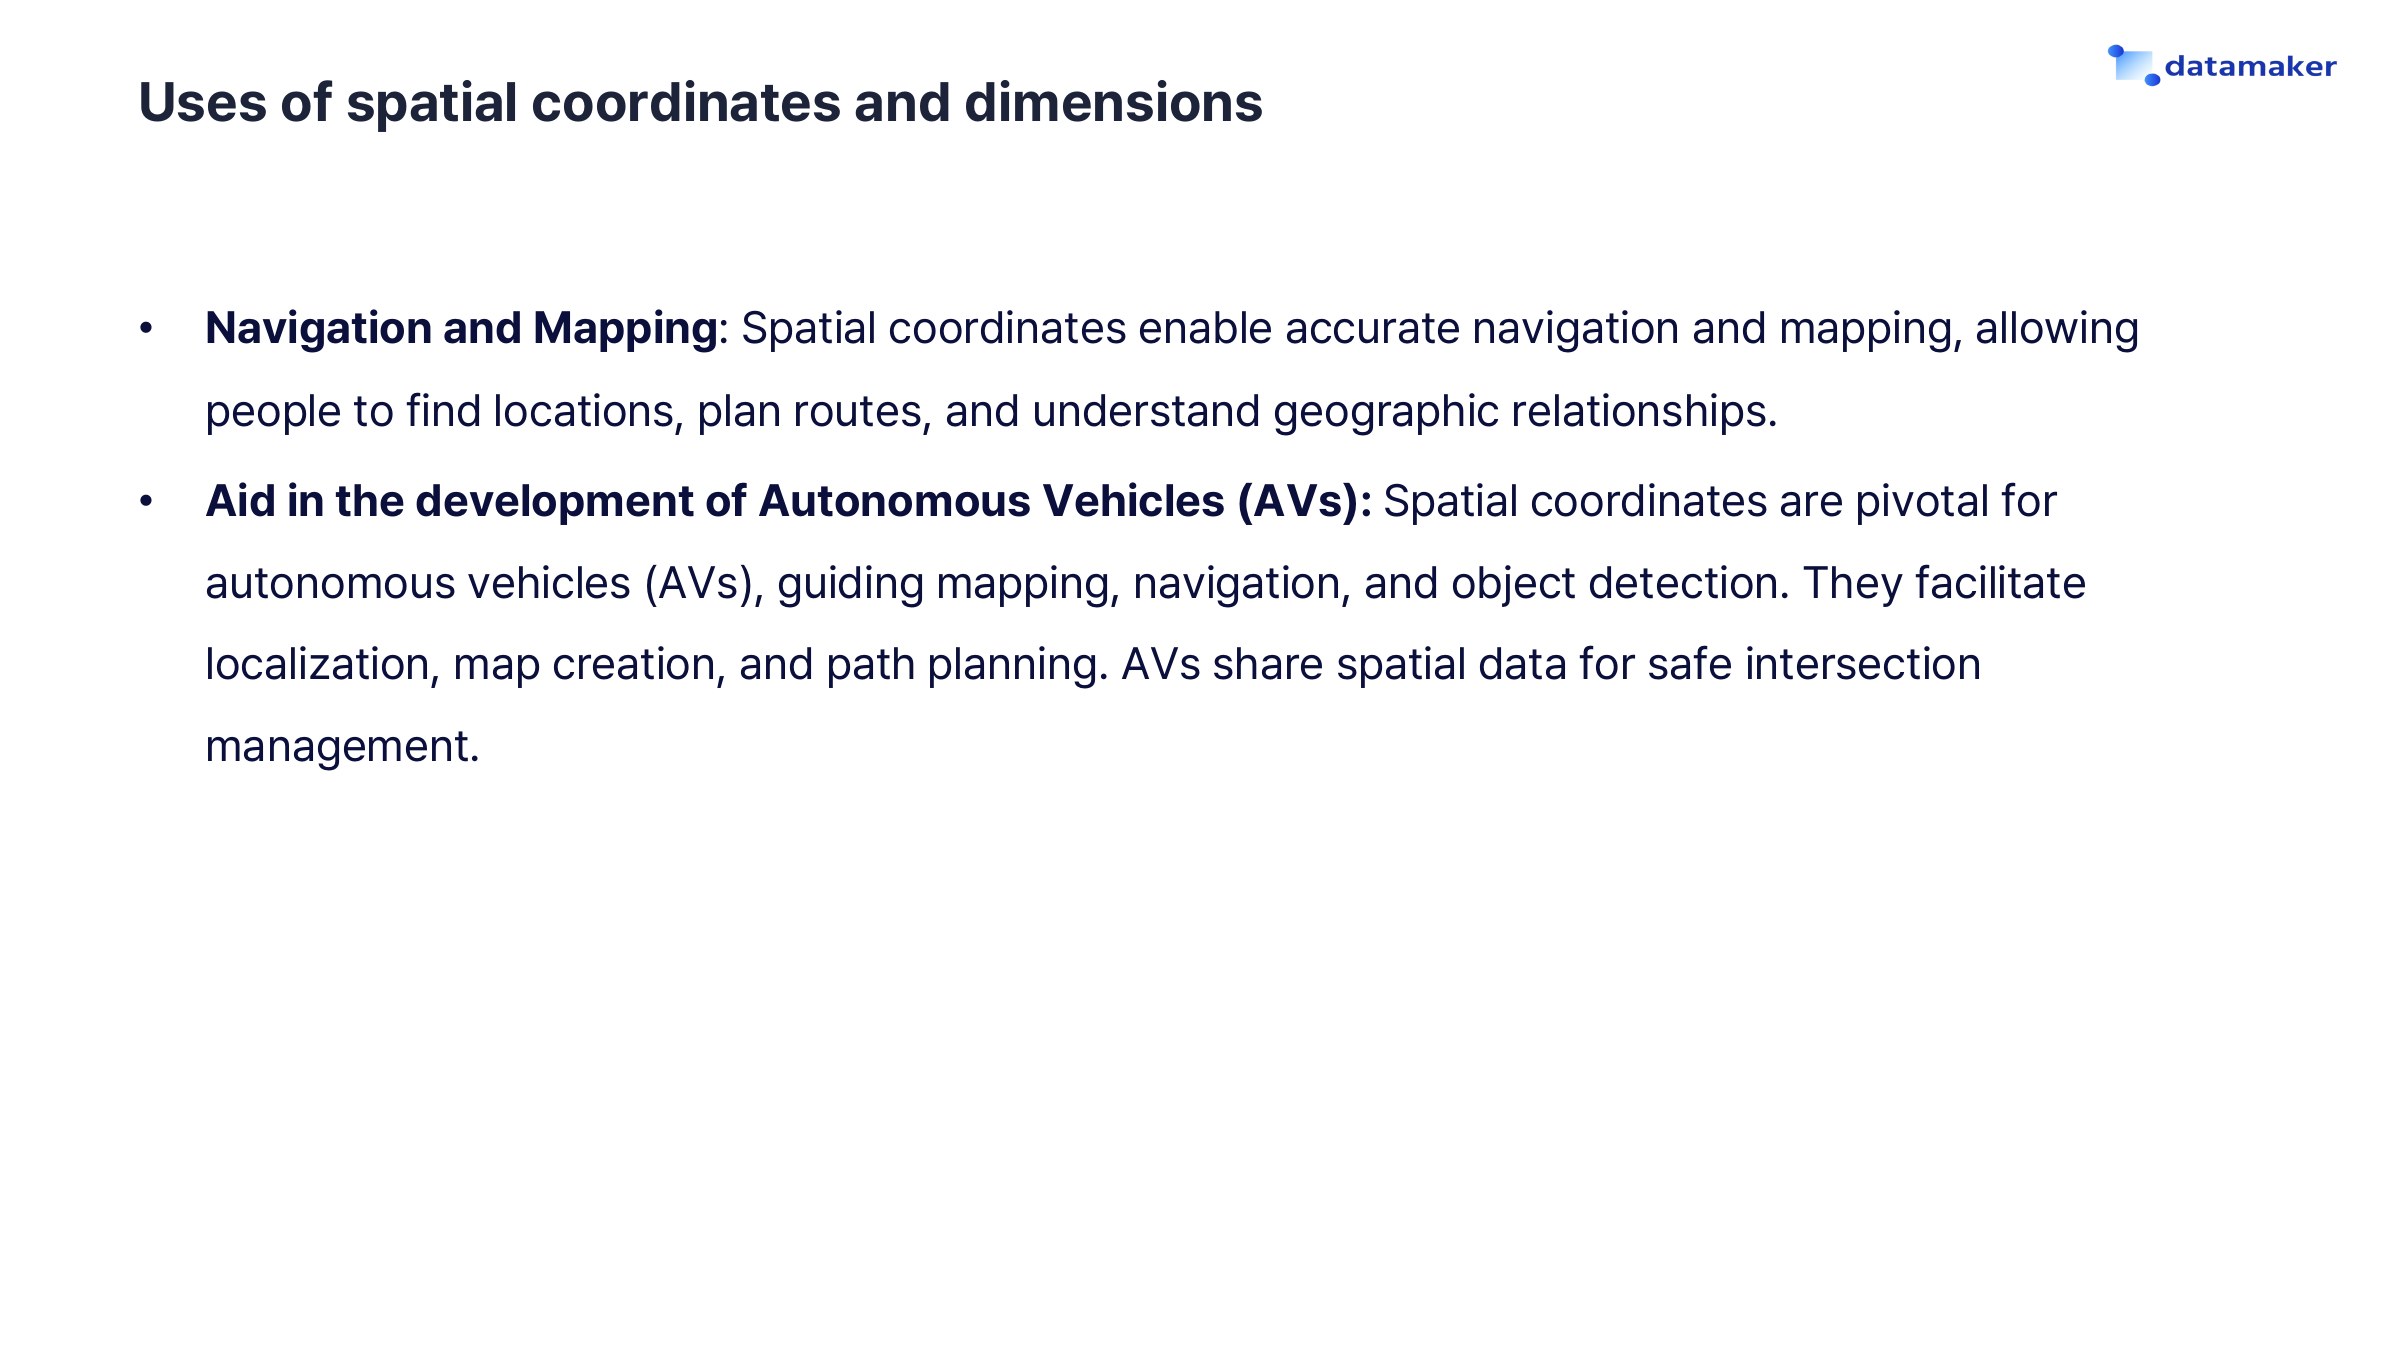 datamaker
Uses of spatial coordinates and dimensions
• Navigation and Mapping: Spatial coordinates enable accurate navigation and mapping, allowing
people to find locations, plan routes, and understand geographic relationships.
• Aid in the development of Autonomous Vehicles (AVs): Spatial coordinates are pivotal for
autonomous vehicles (AVs), guiding mapping, navigation, and object detection. They facilitate
localization, map creation, and path planning. AVs share spatial data for safe intersection
management.